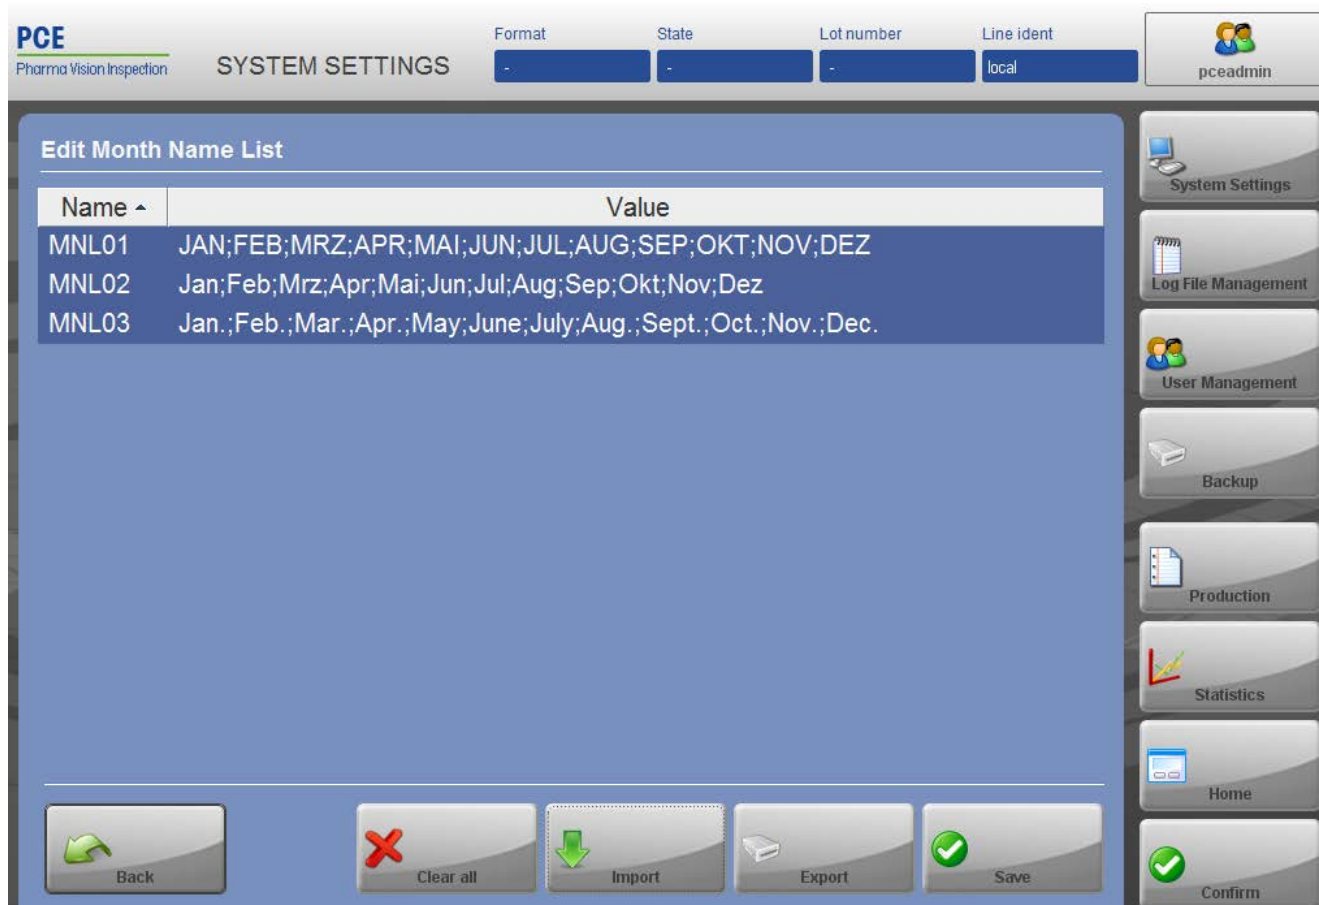 PCE
Pharma Vision Inspection
SYSTEM SETTINGS
Format
-
State
-
Lot number
-
Line ident
local
pceadmin
Edit Month Name List
Name Value
MNL01 JAN;FEB;MRZ;APR;MAI;JUN;JUL;AUG;SEP;OKT;NOV;DEZ
MNL02 Jan;Feb;Mrz;Apr;Mai;Jun;Jul;Aug;Sep;Okt;Nov;Dez
MNL03 Jan.;Feb.;Mar.;Apr.;May;June;July;Aug.;Sept.;Oct.;Nov.;Dec.
Back
Clear all
Import
Export
Save
System Settings
Log File Management
User Management
Backup
Production
Statistics
Home
Confirm